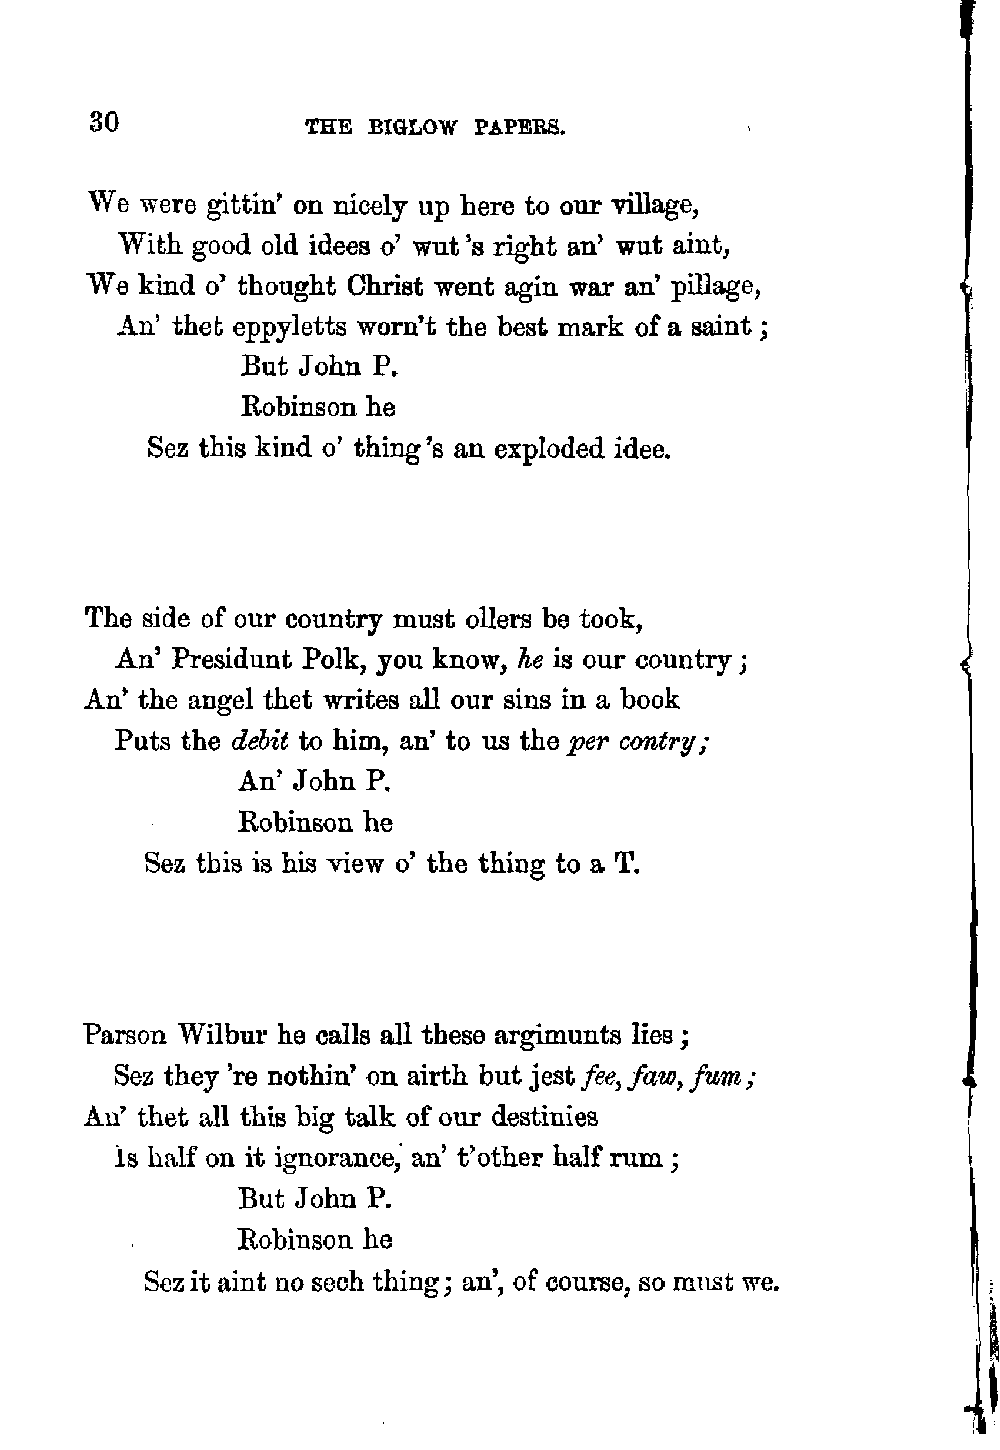 30 THE BIGLOW PAPERS.
We were gittin' on nicely up here to our village,
With good old idees o' wut 's right an' wut aint,
We kind o' thought Christ went agin war an' pillage,
An' thet eppyletts worn't the best mark of a saint ;
But John P.
Robinson he
Sez this kind o' thing 's an exploded idee.
The side of our country must ollers be took,
An' Presidunt Polk, you know, he is our country ;
An' the angel thet writes all our sins in a book
Puts the debit to him, an' to us the per contry ;
An' John P.
Robinson he
Sez this is his view o' the thing to a T.
Parson Wilbur he calls all these argimunts lies ;
Sez they 're nothin' on airth but jest fee, faw, fum ;
An' thet all this big talk of our destinies
Is half on it ignorance, an' t'other half rum ;
But John P.
Robinson he
Sez it aint no sech thing ; an', of course, so must we.